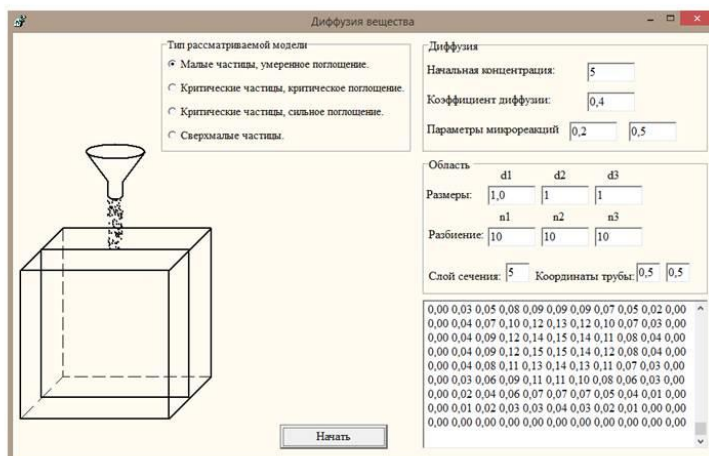 Диффузия вещества
Тип рассматриваемой модели
Малые частицы, умеренное поглощение.
Критические частицы, критическое поглощение.
Критические частицы, сильное поглощение.
Сверхмалые частицы.
Диффузия
Начальная концентрация: 5
Коэффициент диффузии: 0,4
Параметры микрореакций 0,2 0,5
Область
d1 d2 d3
Размеры: 1,0 1 1
n1 n2 n3
Разбиение: 10 10 10
Слой сечения: 5 Координаты трубы: 0,5 0,5
0,00 0,03 0,05 0,08 0,09 0,09 0,09 0,07 0,05 0,02 0,00
0,00 0,04 0,07 0,10 0,12 0,13 0,12 0,10 0,07 0,03 0,00
0,00 0,04 0,09 0,12 0,14 0,15 0,14 0,11 0,08 0,04 0,00
0,00 0,04 0,09 0,12 0,15 0,15 0,14 0,12 0,08 0,04 0,00
0,00 0,04 0,08 0,11 0,13 0,14 0,13 0,11 0,07 0,03 0,00
0,00 0,03 0,06 0,09 0,11 0,11 0,10 0,08 0,06 0,03 0,00
0,00 0,02 0,04 0,06 0,07 0,07 0,07 0,05 0,04 0,01 0,00
0,00 0,01 0,02 0,03 0,03 0,04 0,03 0,02 0,01 0,00 0,00
0,00 0,00 0,00 0,00 0,00 0,00 0,00 0,00 0,00 0,00 0,00
Начать